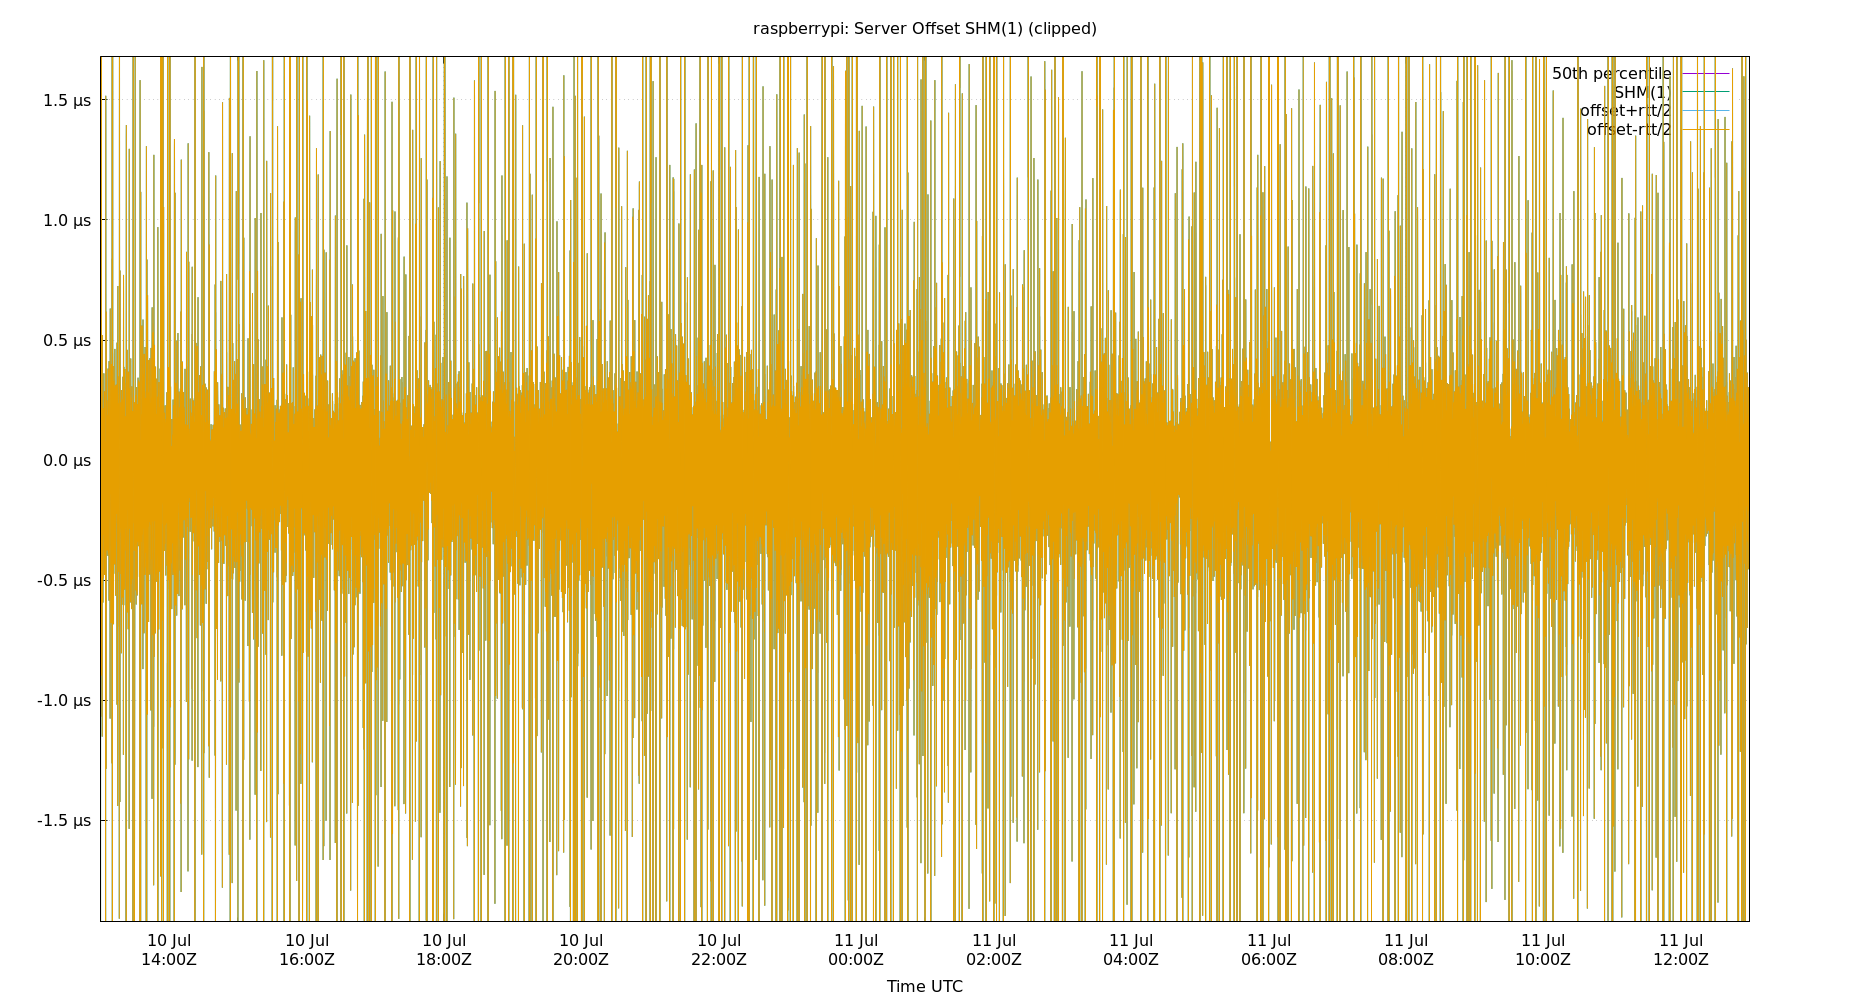 raspberrypi: Server Offset SHM(1) (clipped)
50th percentile
SHM(1)
offset+rtt/2
offset-rtt/2
1.5 µs
1.0 µs
0.5 µs
0.0 µs
-0.5 µs
-1.0 µs
-1.5 µs
10 Jul 10 Jul 10 Jul 10 Jul 10 Jul 11 Jul 11 Jul 11 Jul 11 Jul 11 Jul 11 Jul 11 Jul
14:00Z 16:00Z 18:00Z 20:00Z 22:00Z 00:00Z 02:00Z 04:00Z 06:00Z 08:00Z 10:00Z 12:00Z
Time UTC